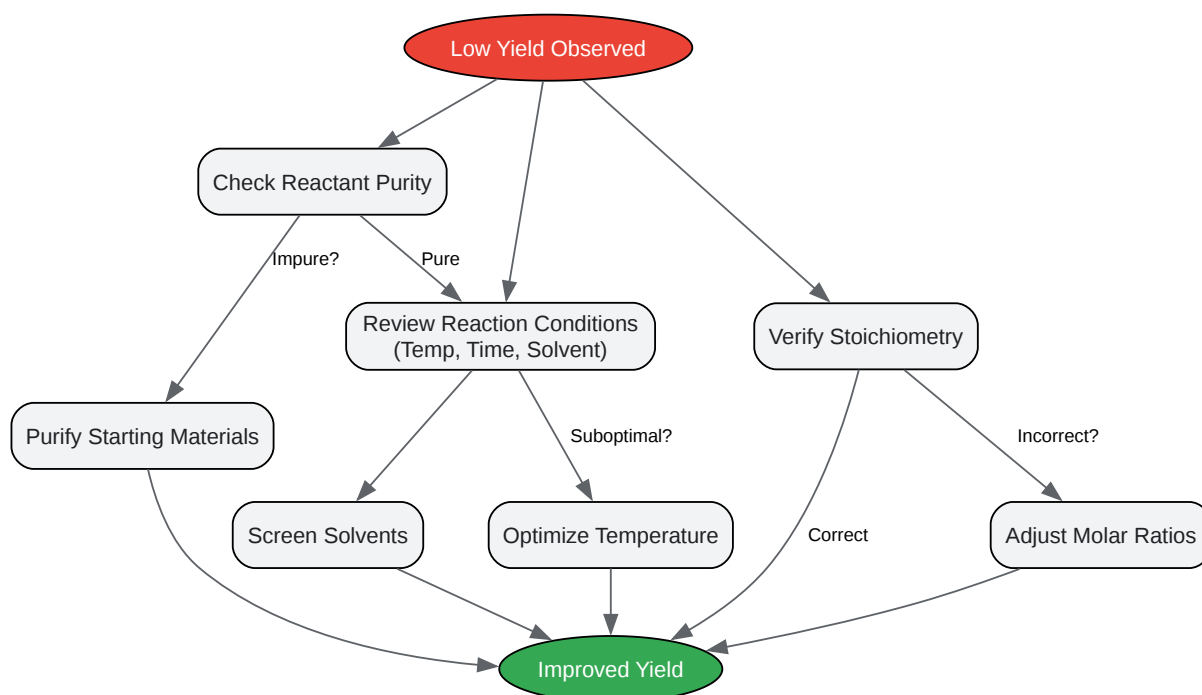 Low Yield Observed
Check Reactant Purity
Impure?
Pure
Review Reaction Conditions
(Temp, Time, Solvent)
Verify Stoichiometry
Purify Starting Materials
Suboptimal?
Incorrect?
Screen Solvents
Optimize Temperature
Correct
Adjust Molar Ratios
Improved Yield